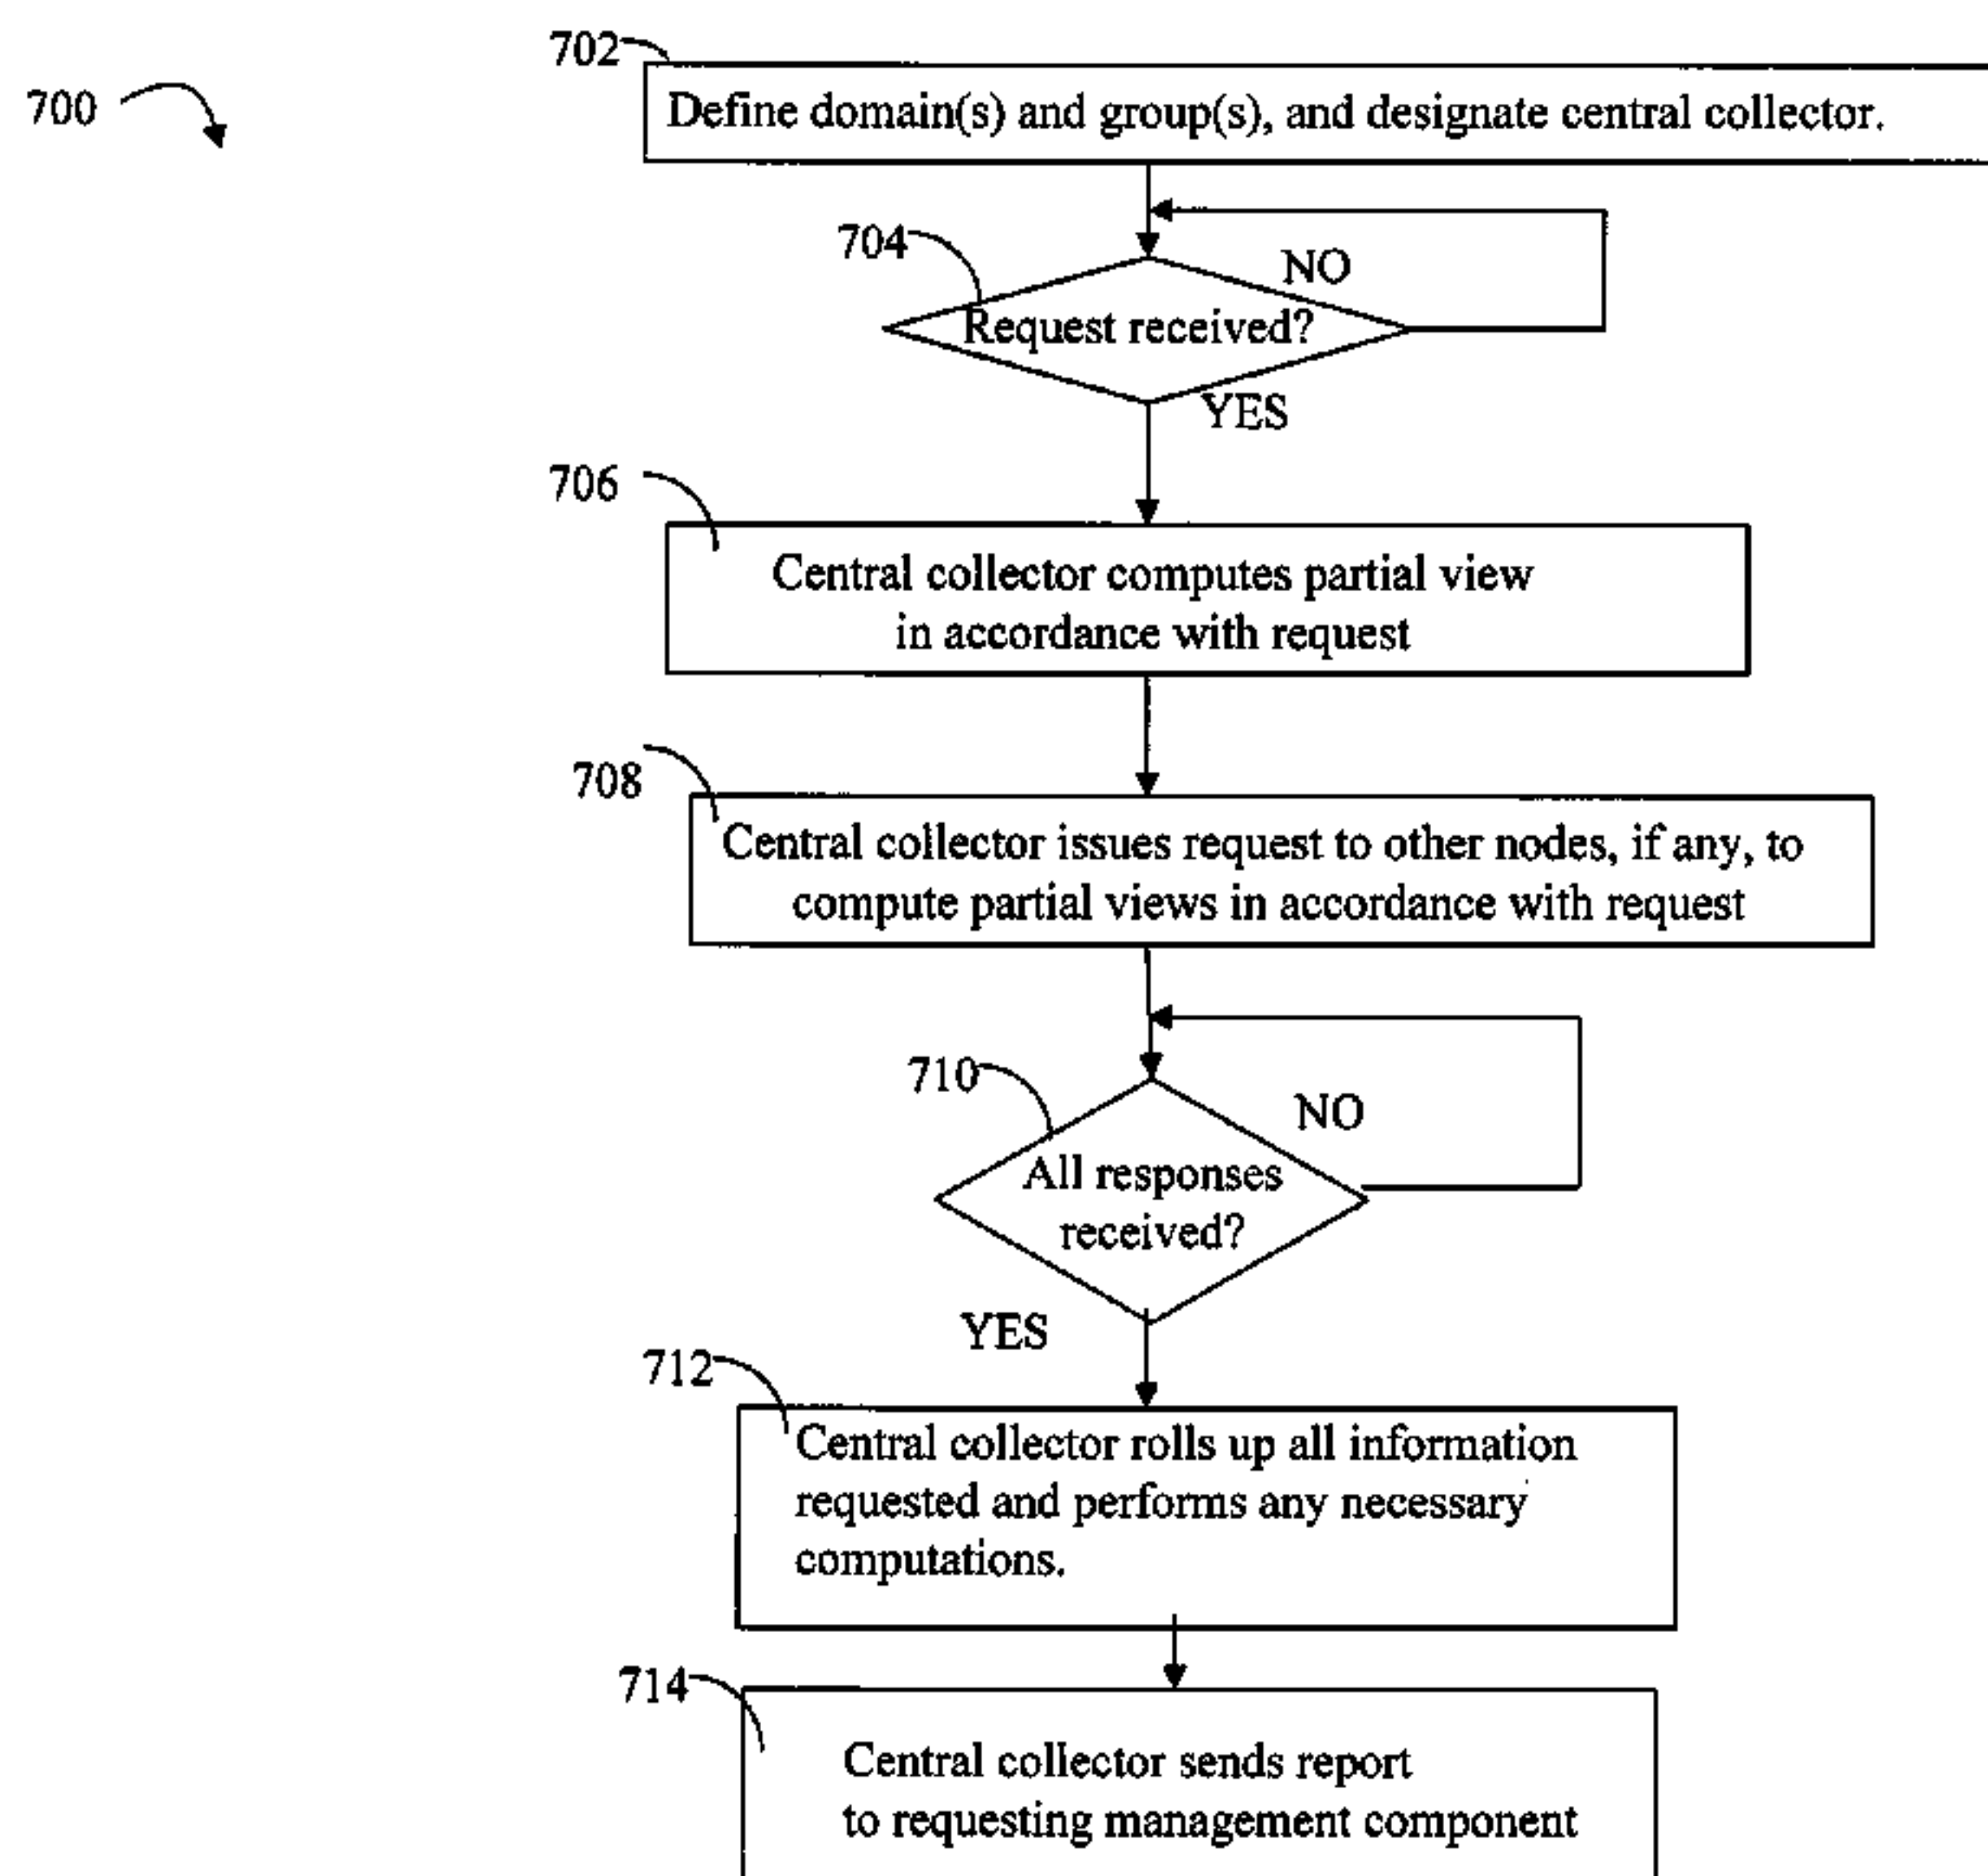 702
700
Define domain(s) and group(s), and designate central collector.
704
NO
Request received?
YES
706
Central collector computes partial view
in accordance with request
708
Central collector issues request to other nodes, if any, to
compute partial views in accordance with request
710
NO
All responses
received?
YES
712
Central collector rolls up all information
requested and performs any necessary
computations.
714
Central collector sends report
to requesting management component